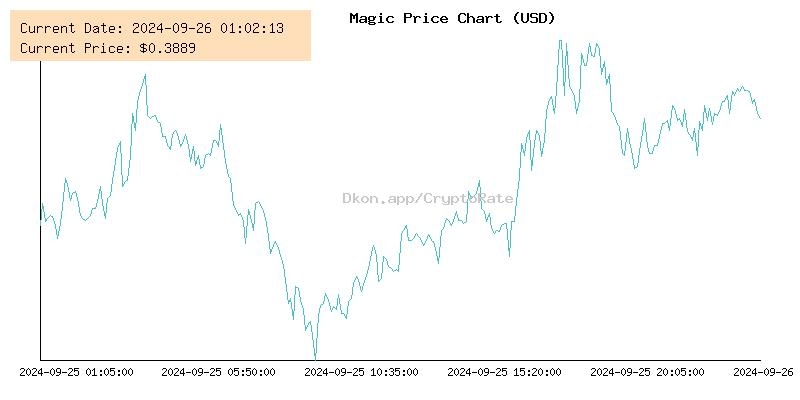 Magic Price Chart (USD)
Current Date: 2024-09-26 01:02:13
Current Price: $0.3889
Dkon.app/CryptoRate
2024-09-25 01:05:00 2024-09-25 05:50:00 2024-09-25 10:35:00 2024-09-25 15:20:00 2024-09-25 20:05:00 2024-09-26